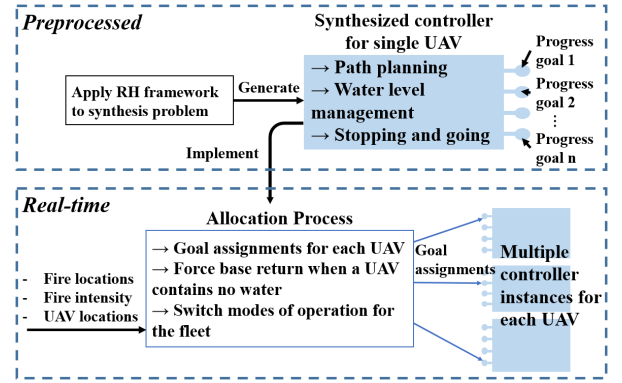 Preprocessed
Synthesized controller
for single UAV
Apply RH framework
to synthesis problem
Generate
→ Path planning
→ Water level
management
→ Stopping and going
Progress
goal 1
Progress
goal 2
⋮
Progress
goal n
Implement
Real-time
Allocation Process
- Fire locations
- Fire intensity
- UAV locations
→ Goal assignments for each UAV
→ Force base return when a UAV
contains no water
→ Switch modes of operation for
the fleet
Goal
assignments
Multiple
controller
instances for
each UAV